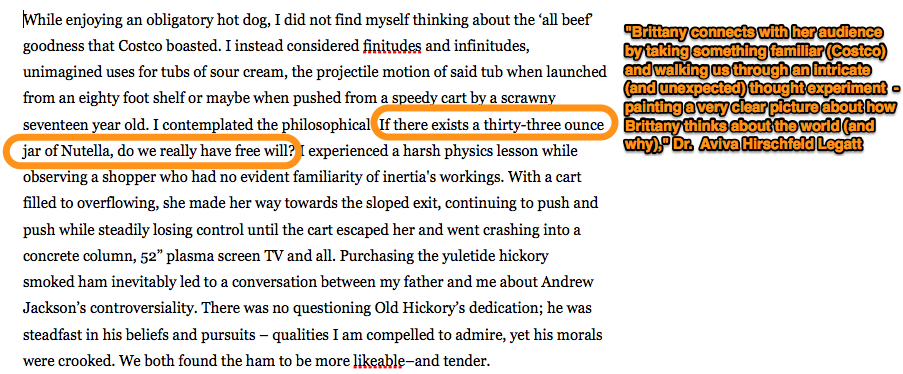 While enjoying an obligatory hot dog, I did not find myself thinking about the ‘all beef’
goodness that Costco boasted. I instead considered finitudes and infinitudes,
unimagined uses for tubs of sour cream, the projectile motion of said tub when launched
from an eighty foot shelf or maybe when pushed from a speedy cart by a scrawny
seventeen year old. I contemplated the philosophical: If there exists a thirty-three ounce
jar of Nutella, do we really have free will? I experienced a harsh physics lesson while
observing a shopper who had no evident familiarity of inertia's workings. With a cart
filled to overflowing, she made her way towards the sloped exit, continuing to push and
push while steadily losing control until the cart escaped her and went crashing into a
concrete column, 52” plasma screen TV and all. Purchasing the yuletide hickory
smoked ham inevitably led to a conversation between my father and me about Andrew
Jackson’s controversiality. There was no questioning Old Hickory’s dedication; he was
steadfast in his beliefs and pursuits – qualities I am compelled to admire, yet his morals
were crooked. We both found the ham to be more likeable–and tender.
"Brittany connects with her audience
by taking something familiar (Costco)
and walking us through an intricate
(and unexpected) thought experiment -
painting a very clear picture about how
Brittany thinks about the world (and
why)," Dr. Aviva Hirschfeld Legatt